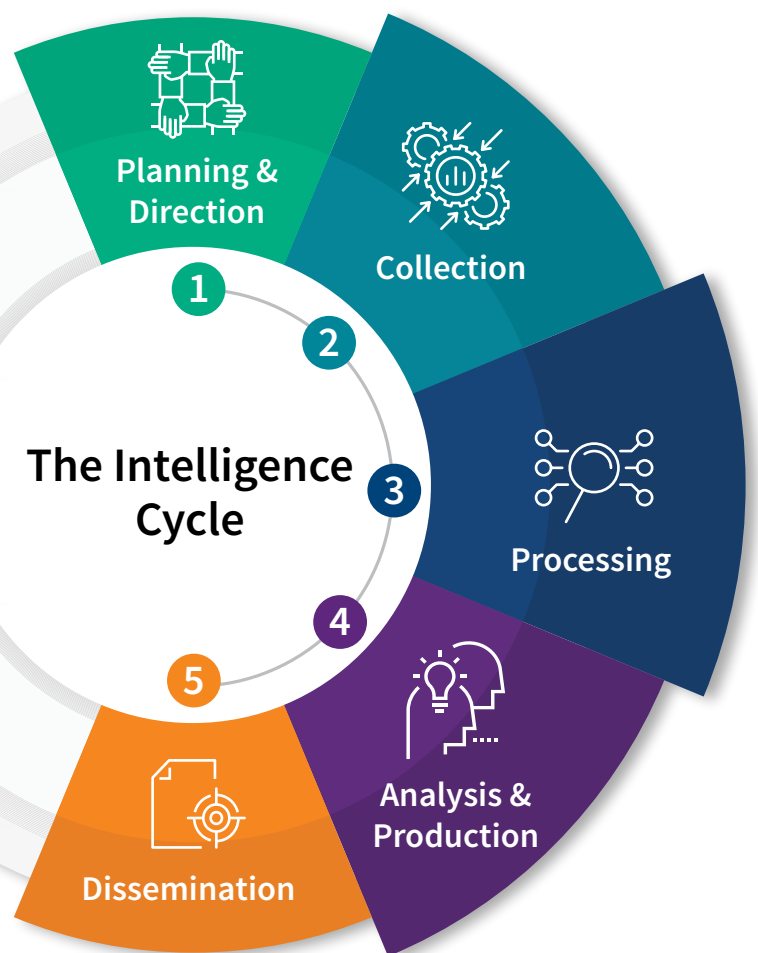 The Intelligence
Cycle
1
Planning &
Direction
2
Collection
3
Processing
4
Analysis &
Production
5
Dissemination